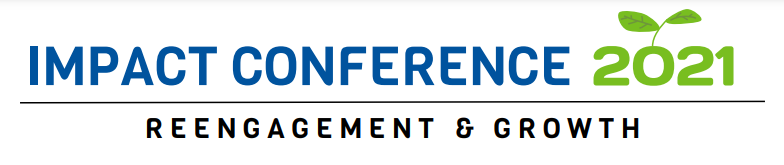 IMPACT CONFERENCE 2021
REENGAGEMENT & GROWTH